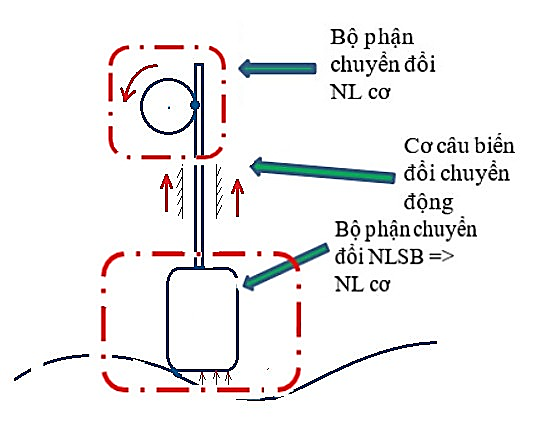 Bộ phận
chuyển đổi
NL cơ
Cơ câu biến
đổi chuyển
động
Bộ phận chuyển
đổi NLSB =>
NL cơ